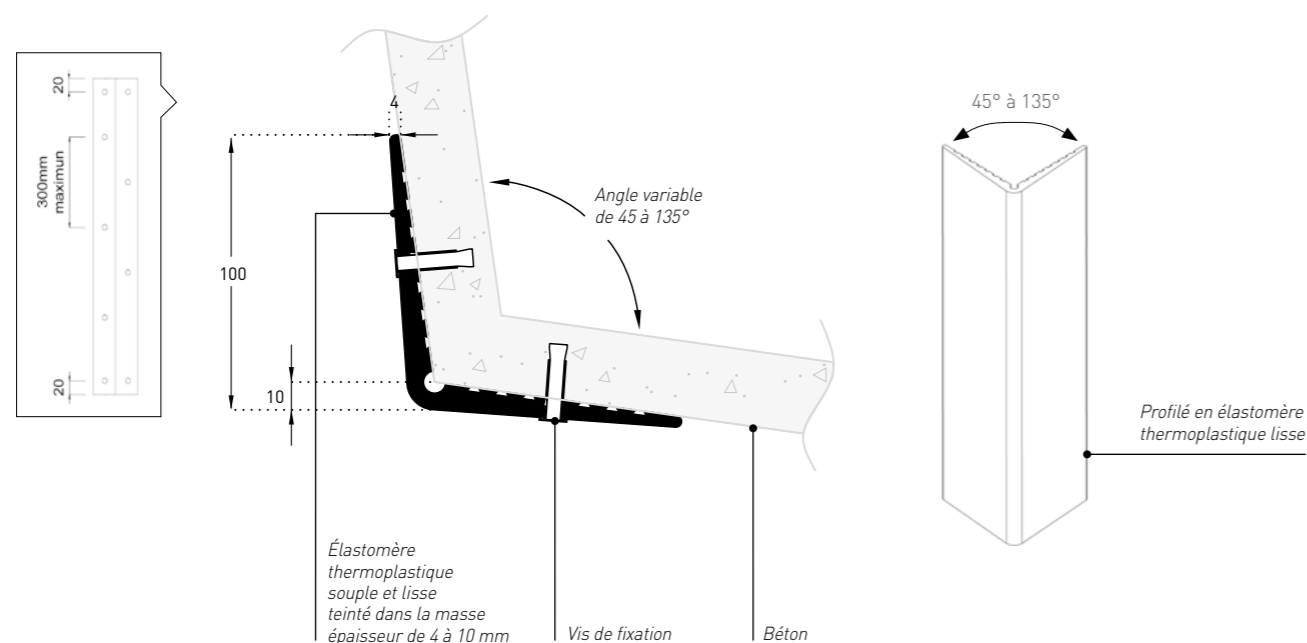 20
300mm
maximun
20
4
100
10
Angle variable
de 45 à 135°
Élastomère
thermoplastique
souple et lisse
teinté dans la masse
épaisseur de 4 à 10 mm
Vis de fixation
Béton
45° à 135°
Profilé en élastomère
thermoplastique lisse